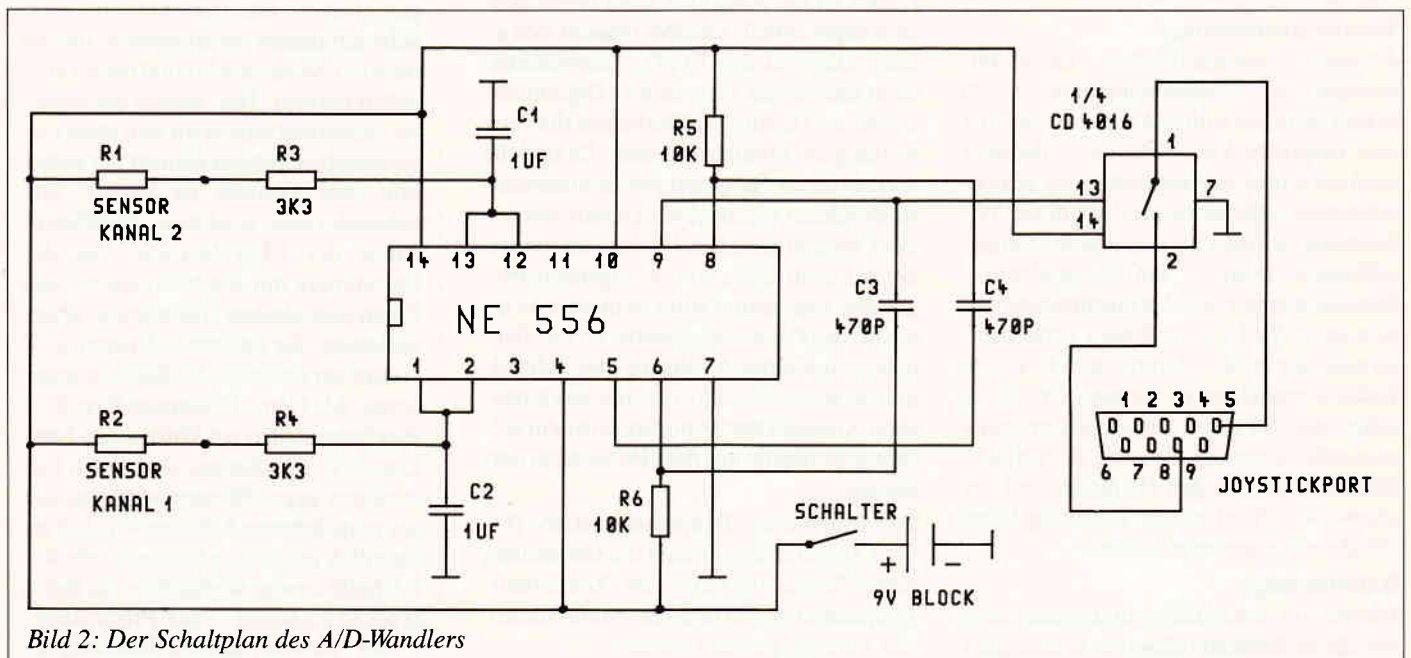 1/4
CD 4016
C1
1UF
R5
10K
R1
R3
SENSOR
KANAL 2
3K3
1
13
14
7
2
14 13 12 11 10 9 8
C3
470P
C4
470P
NE 556
1 2 3 4 5 6 7
R2
R4
SENSOR
KANAL 1
3K3
C2
1UF
R6
10K
1 2 3 4 5
6 7 8 9
JOYSTICKPORT
SCHALTER
+ -
9V BLOCK
Bild 2: Der Schaltplan des A/D-Wandlers